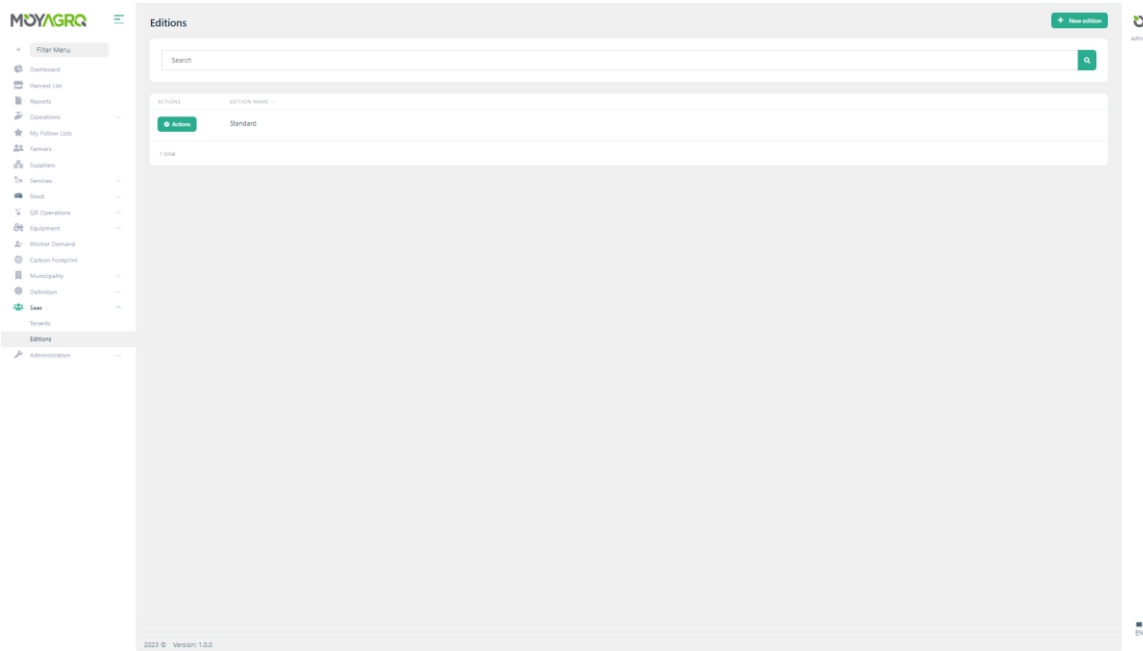 MOYAGRO
Filter Menu
Dashboard
Harvest List
Reports
Operations
My Follow Lists
Farmers
Suppliers
Services
Stock
QR Operations
Equipment
Worker Demand
Carbon Footprint
Municipality
Definition
Saas
Tenants
Editions
Administration
Editions
+ New edition
Search
ACTIONS EDITION NAME
Actions Standard
1 total
2023 © Version: 1.0.0
adm
EN